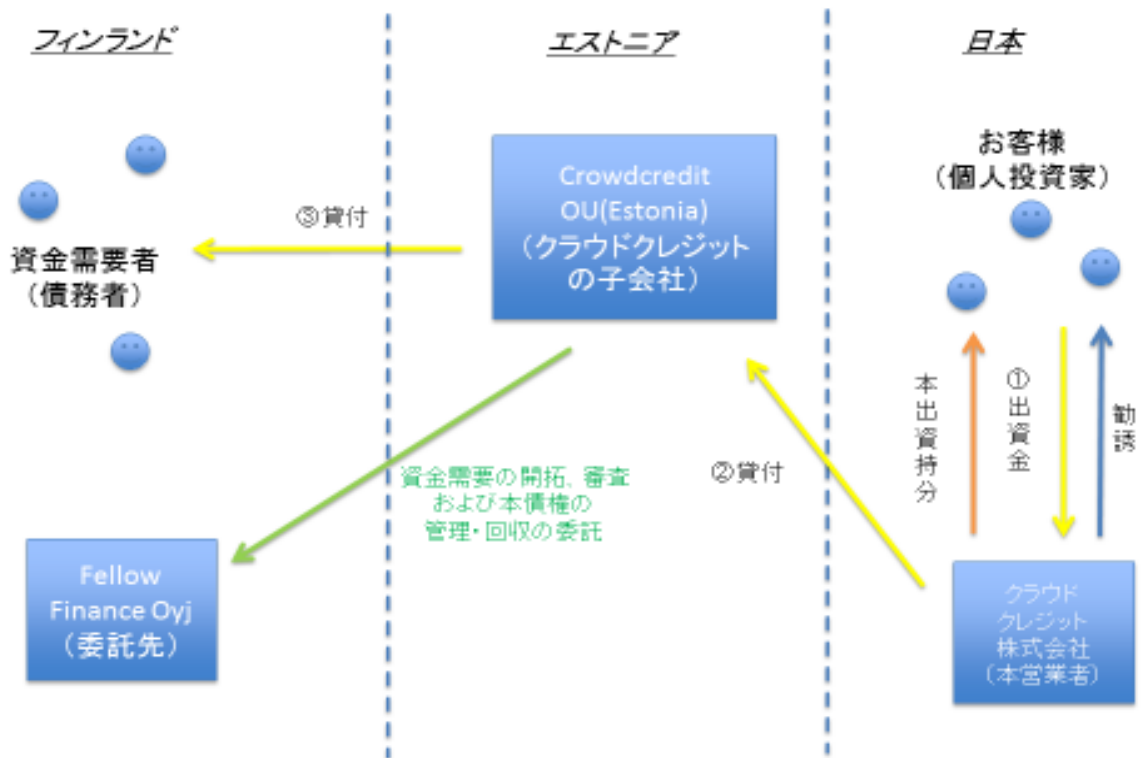 フィンランド
エストニア
日本
お客様
（個人投資家）
Crowdcredit
OU(Estonia)
（クラウドクレジット
の子会社）
③貸付
資金需要者
（債務者）
本出資持分
①出資金
勧誘
②貸付
資金需要の開拓、審査
および本債権の
管理・回収の委託
Fellow
Finance Oyj
（委託先）
クラウド
クレジット
株式会社
（本営業者）